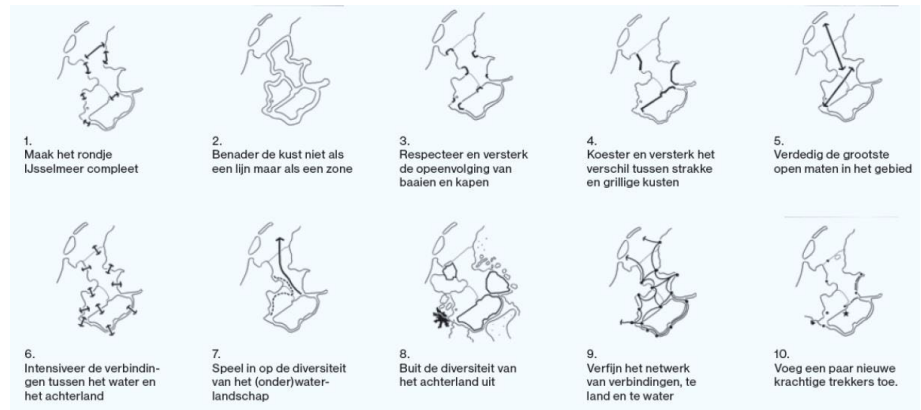 1.
Maak het rondje
IJsselmeer compleet
2.
Benader de kust niet als
een lijn maar als een zone
3.
Respecteer en versterk
de opeenvolging van
baaien en kapen
4.
Koester en versterk het
verschil tussen strakke
en grillige kusten
5.
Verdedig de grootste
open maten in het gebied
6.
Intensiveer de verbindin-
gen tussen het water en
het achterland
7.
Speel in op de diversiteit
van het (onder)water-
landschap
8.
Buit de diversiteit van
het achterland uit
9.
Verfijn het netwerk
van verbindingen, te
land en te water
10.
Voeg een paar nieuwe
krachtige trekkers toe.